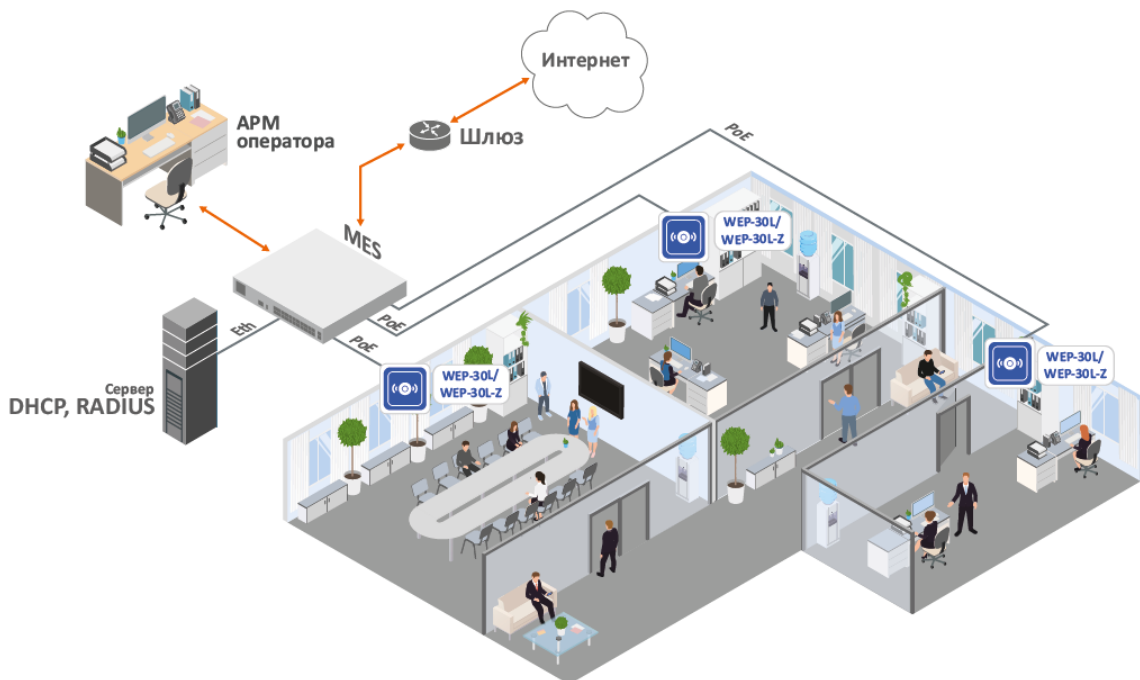 Интернет
АРМ
оператора
Шлюз
PoE
MES
WEP-30L/
WEP-30L-Z
Eth
PoE
PoE
WEP-30L/
WEP-30L-Z
WEP-30L/
WEP-30L-Z
Сервер
DHCP, RADIUS